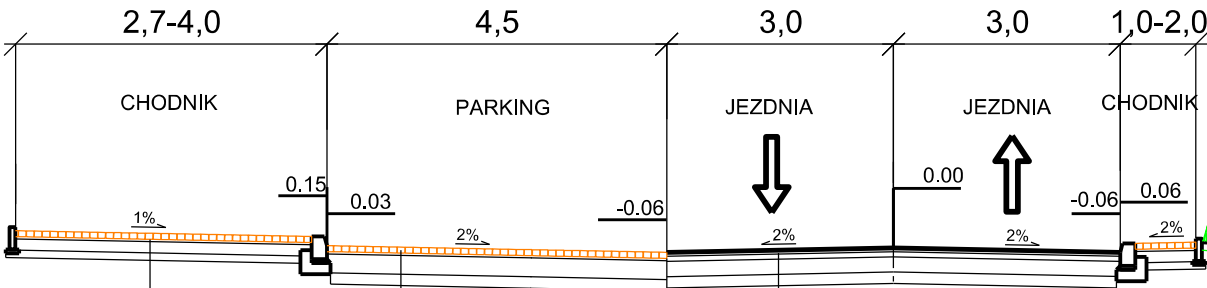 2,7-4,0 4,5 3,0 3,0 1,0-2,0
CHODNIK PARKING JEZDNIA JEZDNIA CHODNIK
0.15 0.03 -0.06 0.00 -0.06 0.06
1% 2% 2% 2% 2%